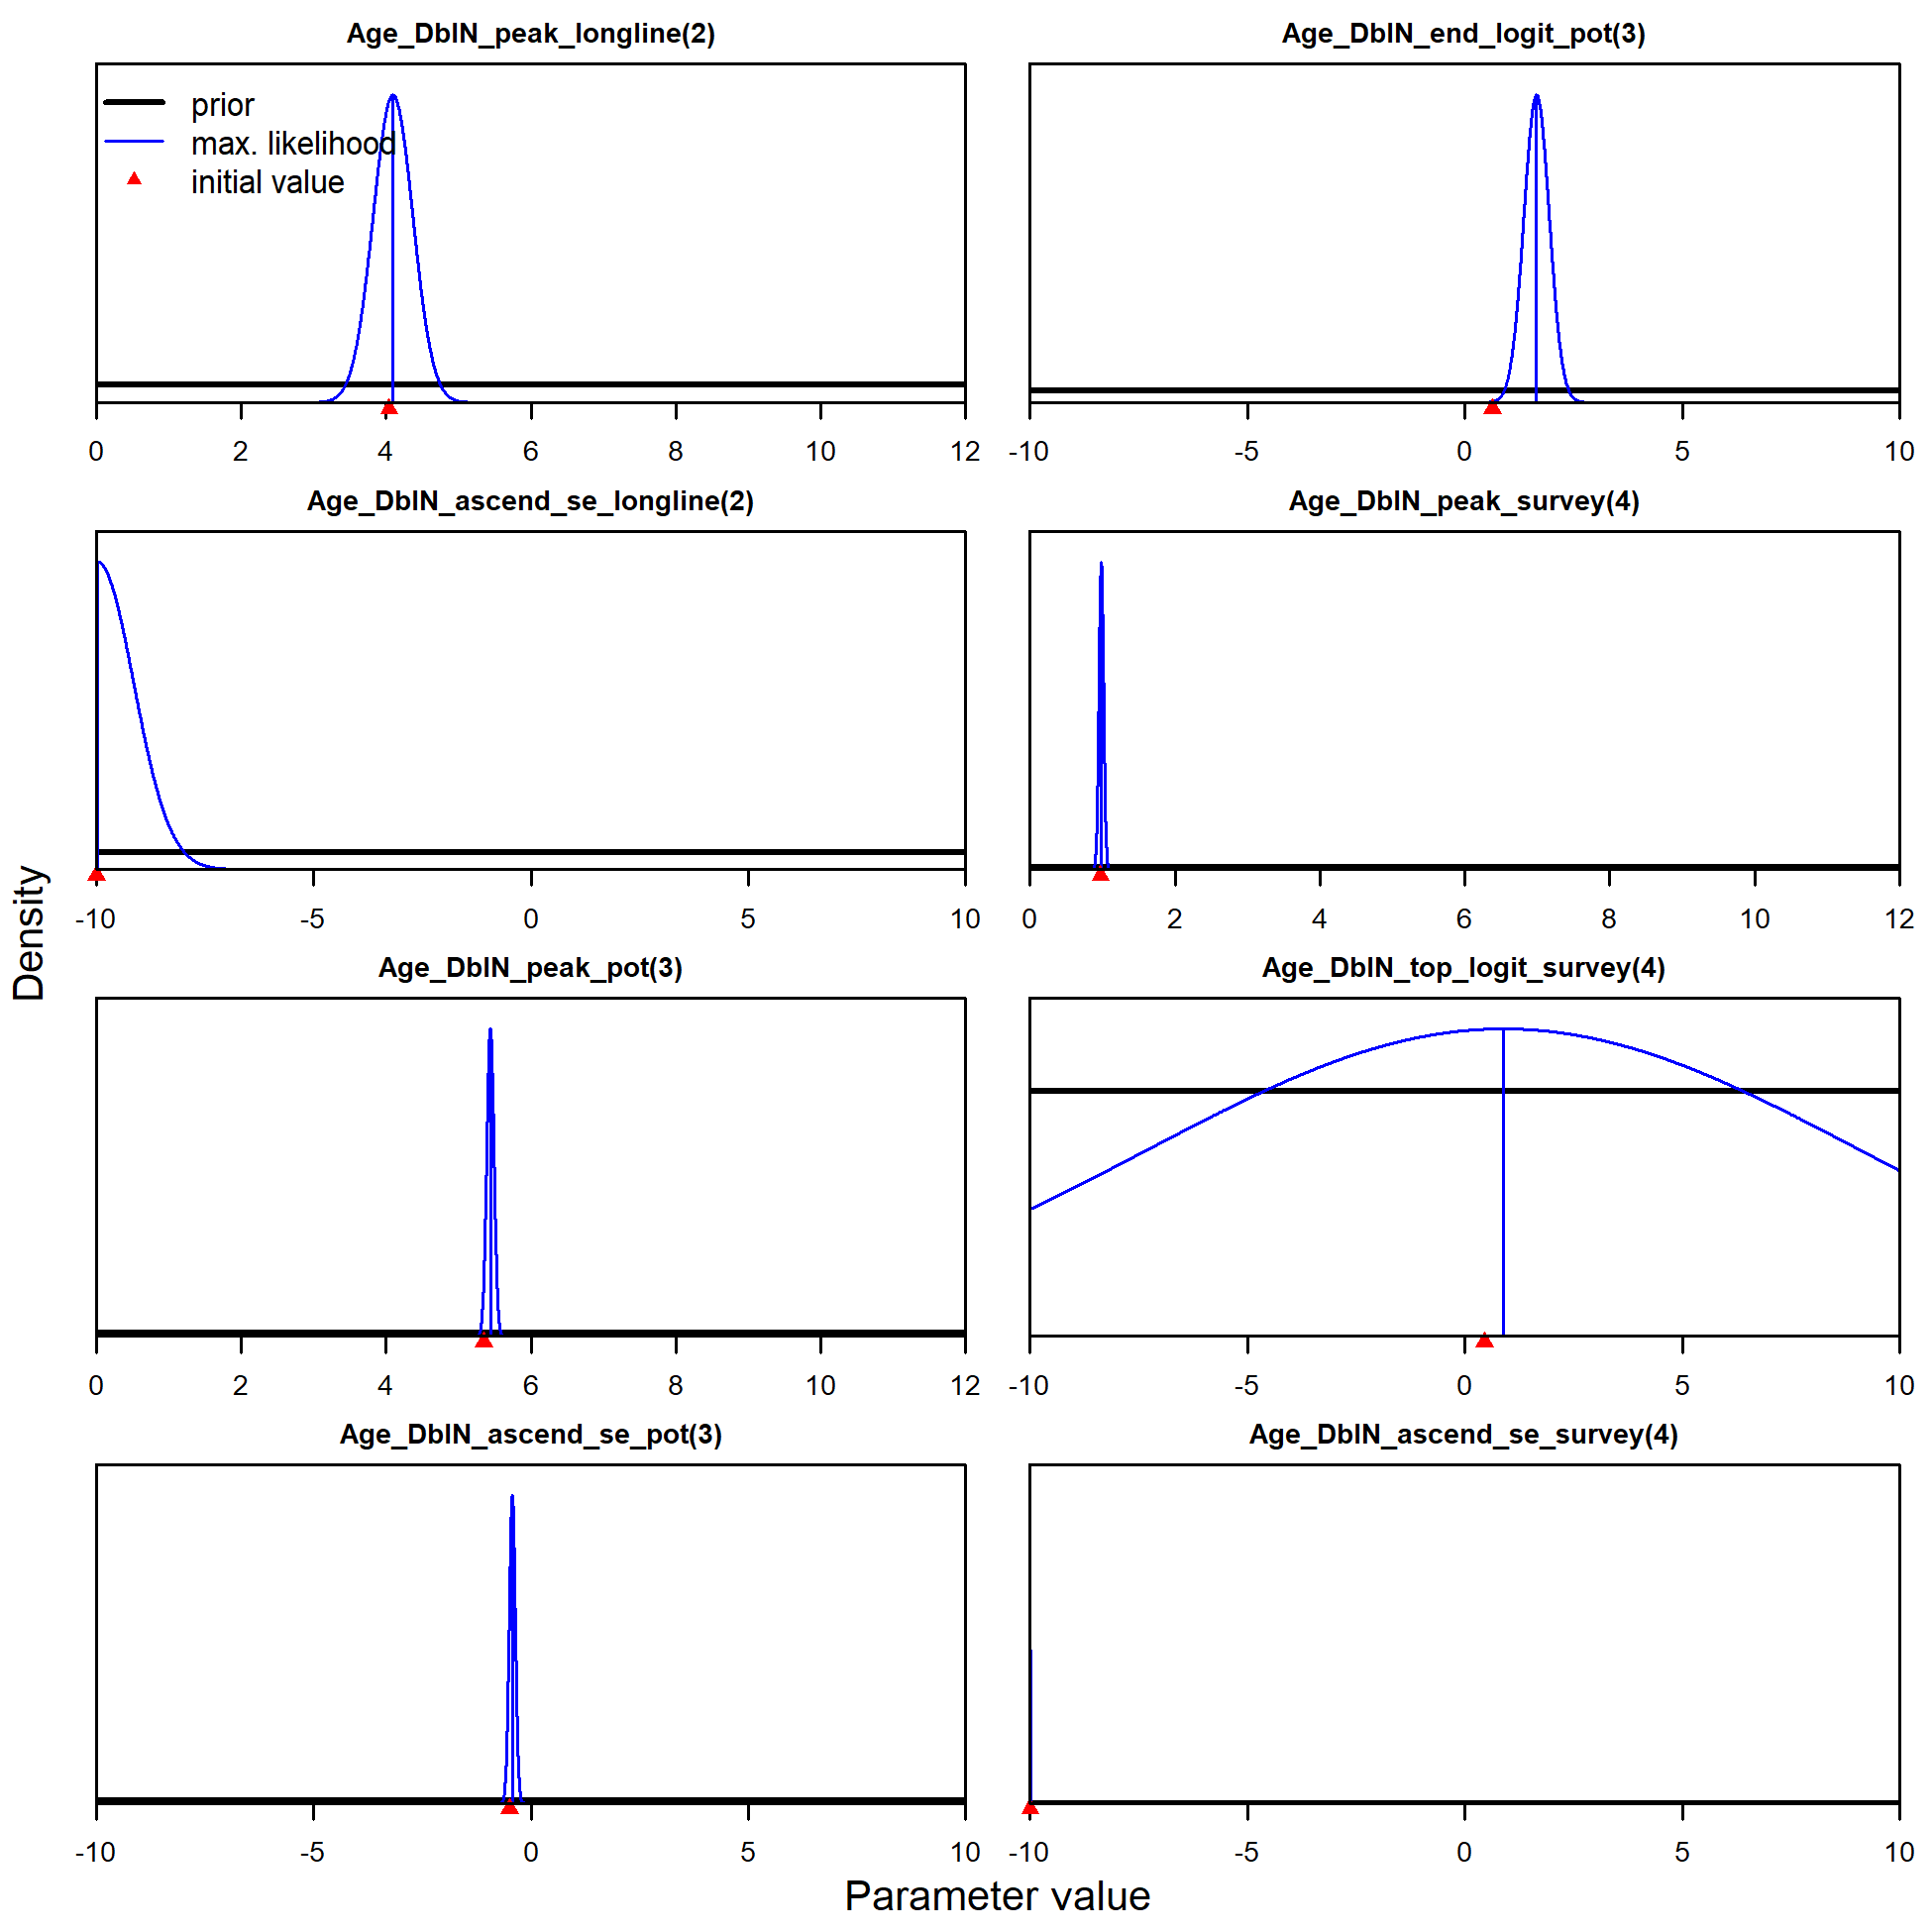 Age_DblN_peak_longline(2)
prior
max. likelihood
initial value
0 2 4 6 8 10 12
Age_DblN_end_logit_pot(3)
-10 -5 0 5 10
Age_DblN_ascend_se_longline(2)
-10 -5 0 5 10
Age_DblN_peak_survey(4)
0 2 4 6 8 10 12
Age_DblN_peak_pot(3)
0 2 4 6 8 10 12
Age_DblN_top_logit_survey(4)
-10 -5 0 5 10
Age_DblN_ascend_se_pot(3)
-10 -5 0 5 10
Age_DblN_ascend_se_survey(4)
-10 -5 0 5 10
Density
Parameter value